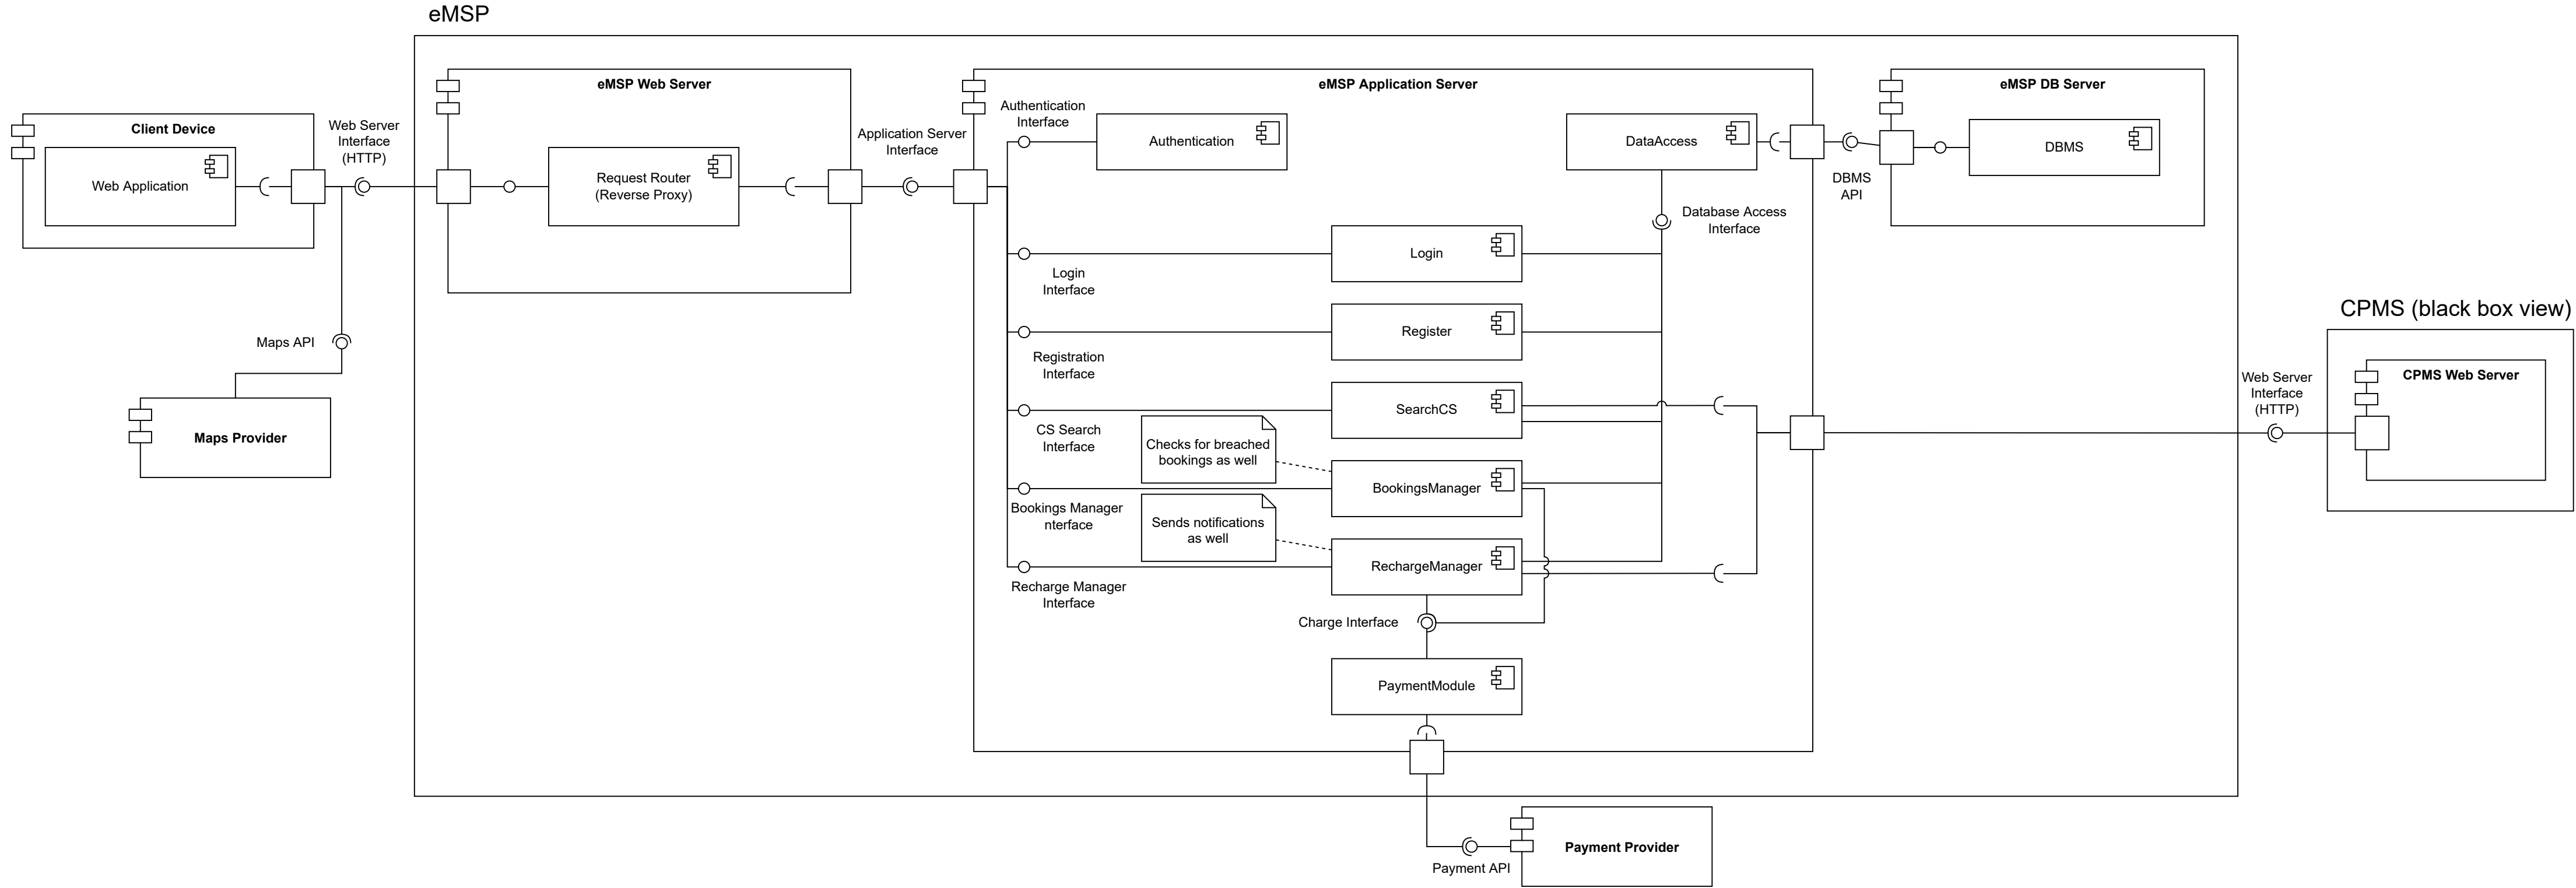 eMSP
eMSP Web Server
eMSP Application Server
eMSP DB Server
Client Device
Web Application
Web Server
Interface
(HTTP)
Request Router
(Reverse Proxy)
Application Server
Interface
Authentication
Interface
Authentication
DataAccess
DBMS
API
DBMS
Database Access
Interface
Login
Login
Interface
Register
Registration
Interface
Maps API
Maps Provider
SearchCS
CS Search
Interface
Checks for breached
bookings as well
BookingsManager
Bookings Manager
nterface
Sends notifications
as well
RechargeManager
Recharge Manager
Interface
Charge Interface
PaymentModule
Payment API
Payment Provider
CPMS (black box view)
Web Server
Interface
(HTTP)
CPMS Web Server